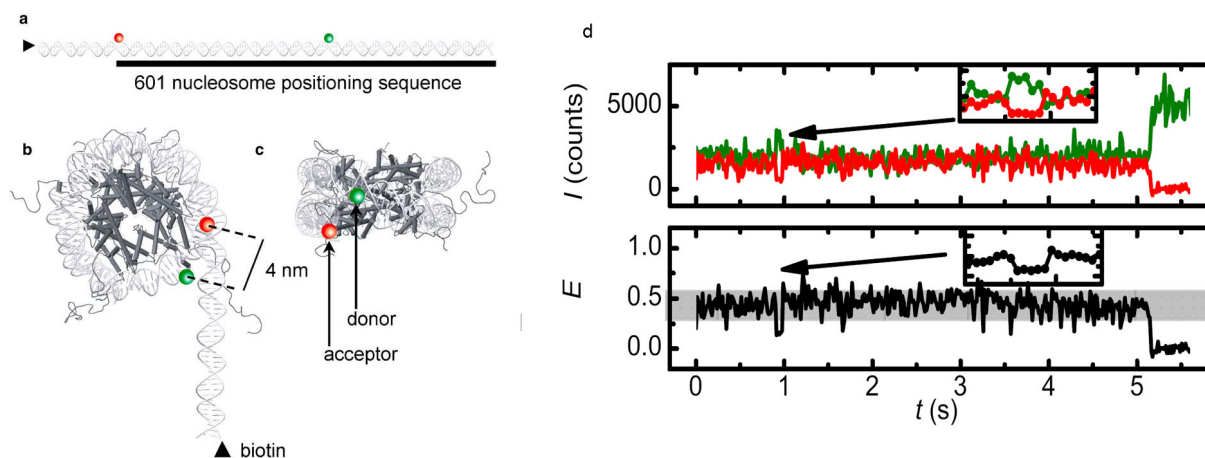 a
601 nucleosome positioning sequence
b
c
4 nm
donor
acceptor
biotin
d
5000
0
I (counts)
1.0
0.5
0.0
E
0 1 2 3 4 5
t (s)